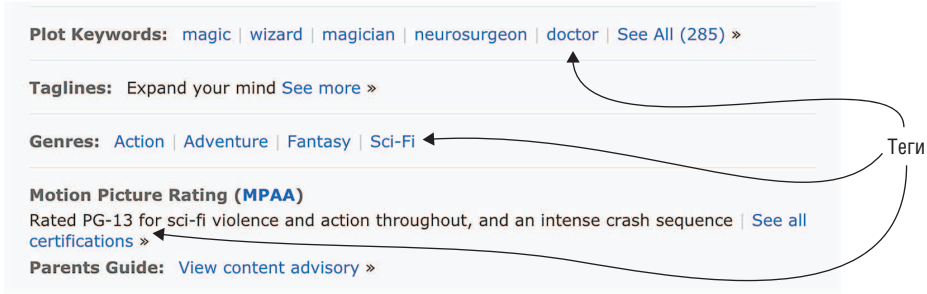 Plot Keywords: magic | wizard | magician | neurosurgeon | doctor | See All (285) »
Taglines: Expand your mind See more »
Genres: Action | Adventure | Fantasy | Sci-Fi
Теги
Motion Picture Rating (MPAA)
Rated PG-13 for sci-fi violence and action throughout, and an intense crash sequence | See all
certifications »
Parents Guide: View content advisory »